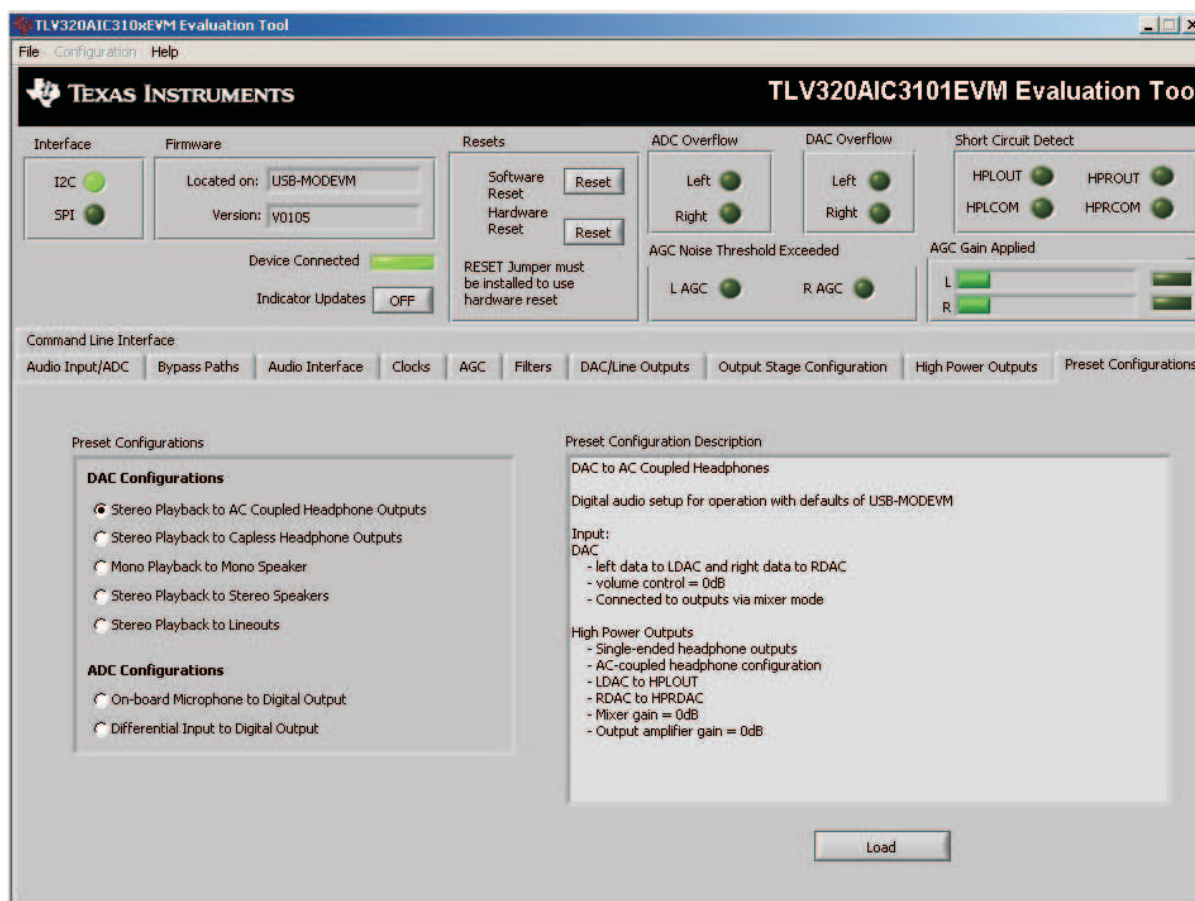 TLV320AIC310xEVM Evaluation Tool
File Configuration Help
TEXAS INSTRUMENTS
TLV320AIC3101EVM Evaluation Too
Interface
I2C
SPI
Firmware
Located on: USB-MODEVM
Version: V0105
Device Connected
Indicator Updates OFF
Resets
Software Reset Reset
Hardware Reset Reset
RESET Jumper must
be installed to use
hardware reset
ADC Overflow
Left
Right
DAC Overflow
Left
Right
Short Circuit Detect
HPLOUT HPROUT
HPLCOM HPRCOM
AGC Noise Threshold Exceeded
L AGC R AGC
AGC Gain Applied
L
R
Command Line Interface
Audio Input/ADC Bypass Paths Audio Interface Clocks AGC Filters DAC/Line Outputs Output Stage Configuration High Power Outputs Preset Configurations
Preset Configurations
DAC Configurations
Stereo Playback to AC Coupled Headphone Outputs
Stereo Playback to Capless Headphone Outputs
Mono Playback to Mono Speaker
Stereo Playback to Stereo Speakers
Stereo Playback to Lineouts
ADC Configurations
On-board Microphone to Digital Output
Differential Input to Digital Output
Preset Configuration Description
DAC to AC Coupled Headphones
Digital audio setup for operation with defaults of USB-MODEVM
Input:
DAC
- left data to LDAC and right data to RDAC
- volume control = 0dB
- Connected to outputs via mixer mode
High Power Outputs
- Single-ended headphone outputs
- AC-coupled headphone configuration
- LDAC to HPLOUT
- RDAC to HPRDAC
- Mixer gain = 0dB
- Output amplifier gain = 0dB
Load